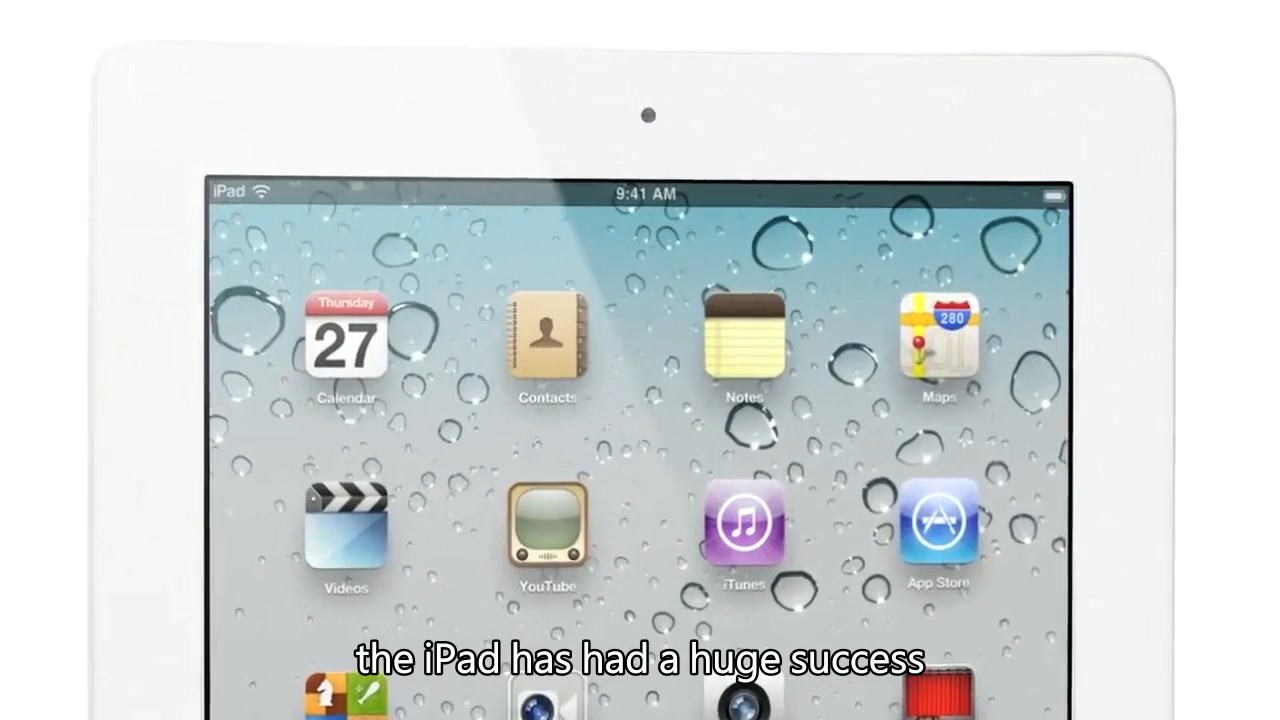 iPad
9:41 AM
Thursday
27
280
Calendar
Contacts
Notes
Maps
Videos
YouTube
iTunes
App Store
the iPad has had a huge success